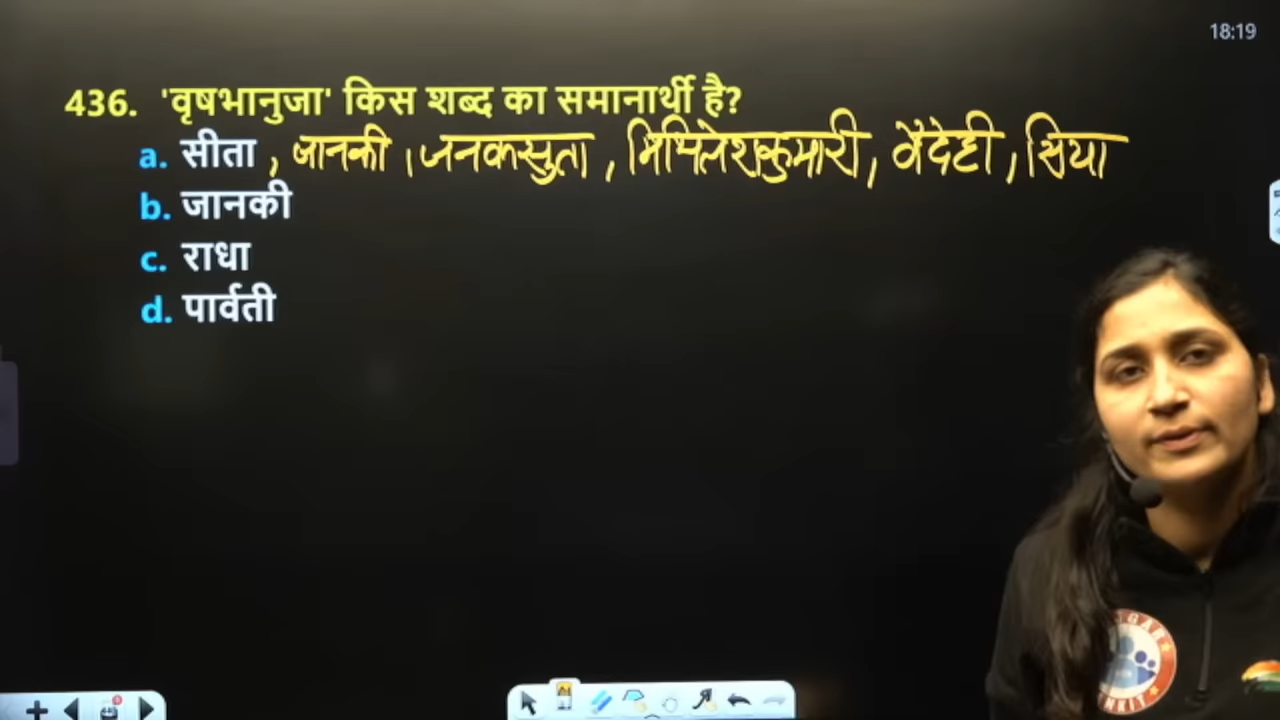 18:19
436. 'वृषभानुजा' किस शब्द का समानार्थी है?
a. सीता, जानकी, जनकसुता, मिथिलेशकुमारी, वैदेही, सिया
b. जानकी
c. राधा
d. पार्वती